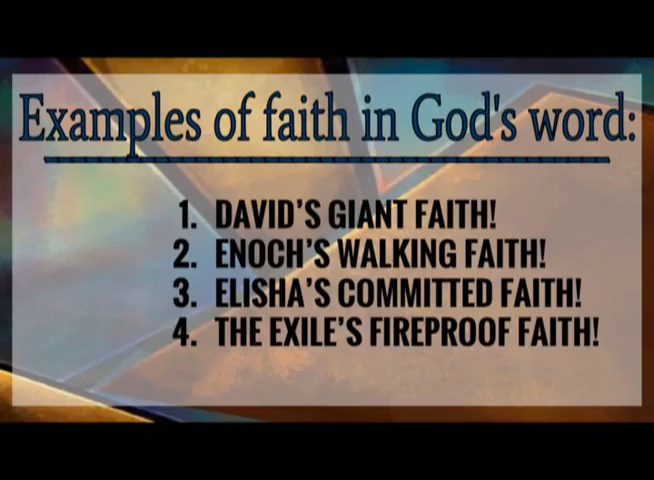 Examples of faith in God's word:
1. DAVID'S GIANT FAITH!
2. ENOCH'S WALKING FAITH!
3. ELISHA'S COMMITTED FAITH!
4. THE EXILE'S FIREPROOF FAITH!